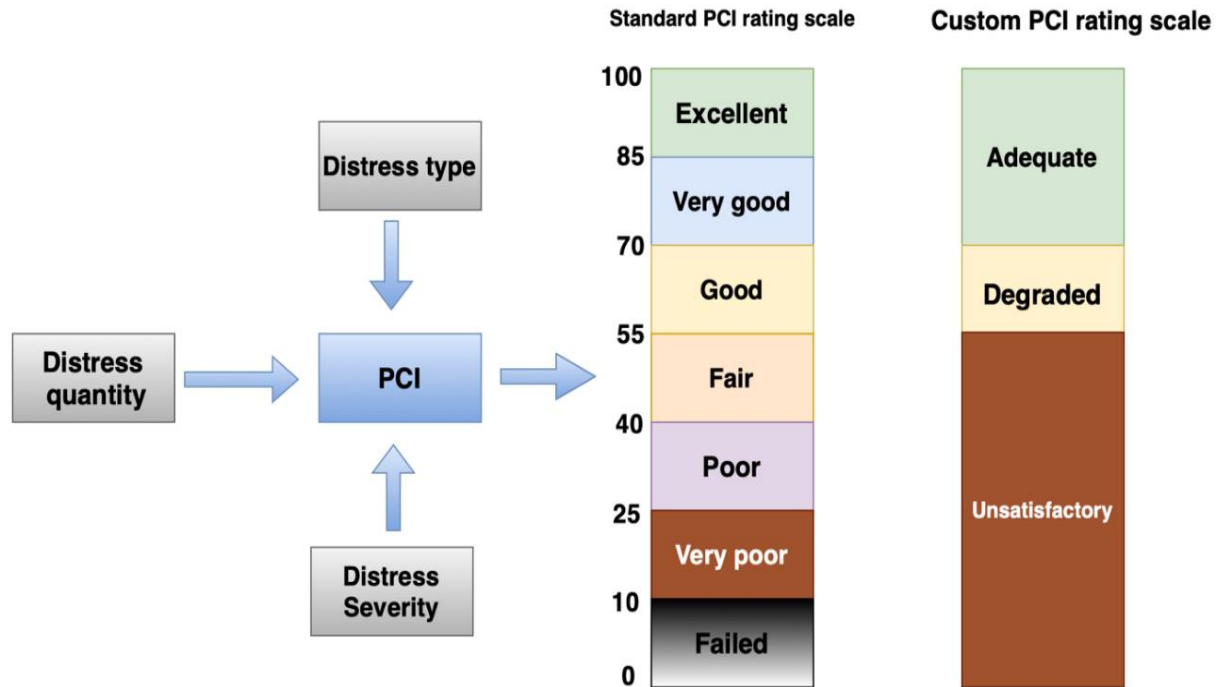 Standard PCI rating scale
Custom PCI rating scale
Distress type
Distress
quantity
PCI
Distress
Severity
100
Excellent
85
Very good
70
Good
55
Fair
40
Poor
25
Very poor
10
Failed
0
Adequate
Degraded
Unsatisfactory